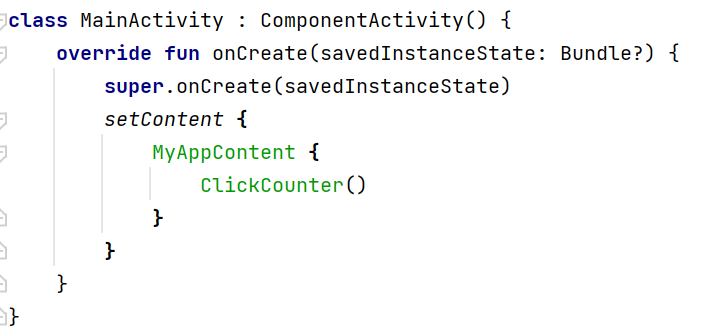 class MainActivity : ComponentActivity() {
    override fun onCreate(savedInstanceState: Bundle?) {
        super.onCreate(savedInstanceState)
        setContent {
            MyAppContent {
                ClickCounter()
            }
        }
    }
}